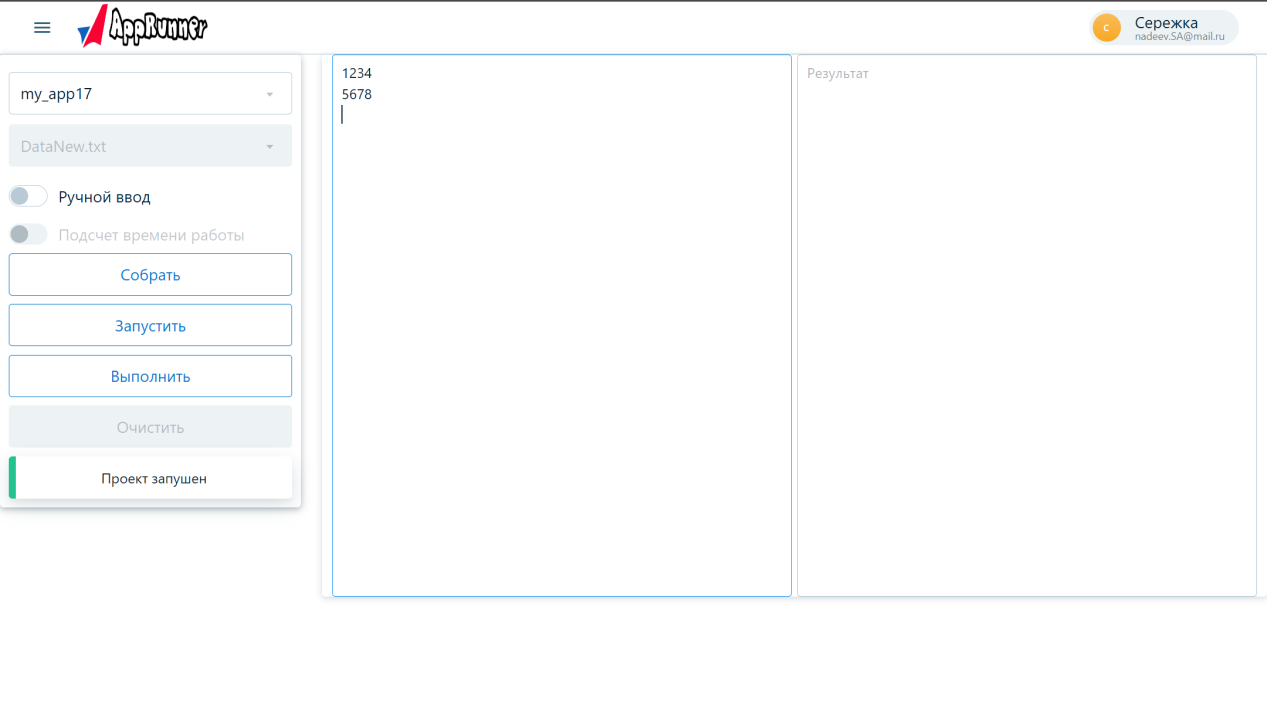 AppRunner
С
Сережка
nadeev.SA@mail.ru
my_app17
DataNew.txt
Ручной ввод
Подсчет времени работы
Собрать
Запустить
Выполнить
Очистить
Проект запушен
1234
5678
Результат